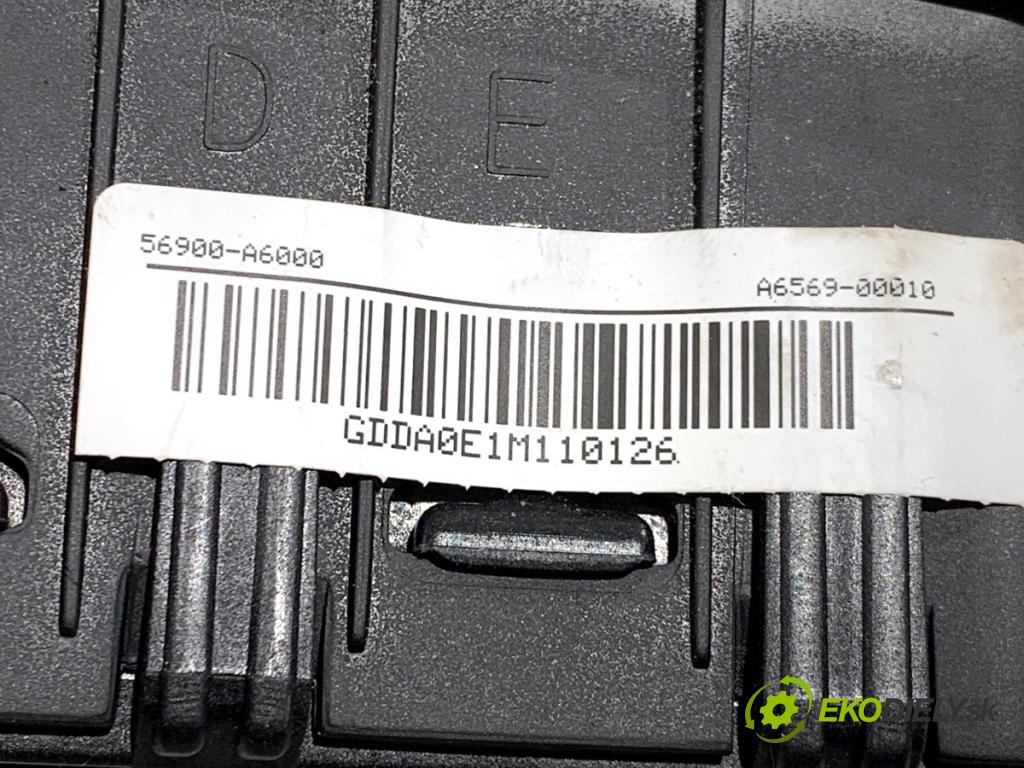 D E
56900-A6000
A6569-00010
GDDA0E1M110126
EKODIELY.sk